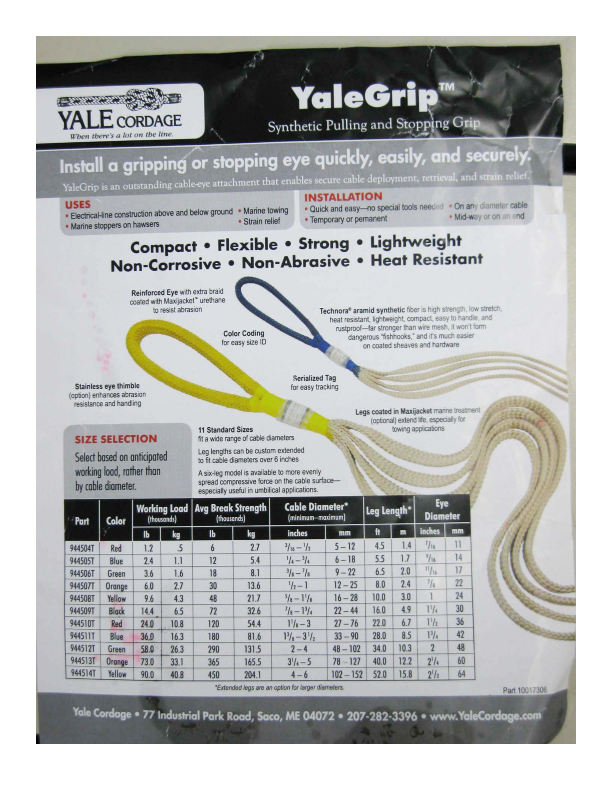 YALE CORDAGE
When there's a lot on the line.
YaleGrip™
Synthetic Pulling and Stopping Grip
Install a gripping or stopping eye quickly, easily, and securely.
YaleGrip is an outstanding cable-eye attachment that enables secure cable deployment, retrieval, and strain relief.
USES
• Electrical-line construction above and below ground • Marine towing
• Marine stoppers on hawsers • Strain relief
INSTALLATION
• Quick and easy—no special tools needed • On any diameter cable
• Temporary or permanent • Mid-way or on an end
Compact • Flexible • Strong • Lightweight
Non-Corrosive • Non-Abrasive • Heat Resistant
Reinforced Eye with extra braid
coated with Maxijacket™ urethane
to resist abrasion
Color Coding
for easy size ID
Technora® aramid synthetic fiber is high strength, low stretch,
heat resistant, lightweight, compact, easy to handle, and
rustproof—far stronger than wire mesh, it won't form
dangerous "fishhooks," and it's much easier
on coated sheaves and hardware
Serialized Tag
for easy tracking
Stainless eye thimble
(option) enhances abrasion
resistance and handling
Legs coated in Maxijacket marine treatment
(optional) extend life, especially for
towing applications
SIZE SELECTION
Select based on anticipated
working load, rather than
by cable diameter.
11 Standard Sizes
fit a wide range of cable diameters
Leg lengths can be custom extended
to fit cable diameters over 6 inches
A six-leg model is available to more evenly
spread compressive force on the cable surface—
especially useful in umbilical applications.
Part Color Working Load (thousands) Avg Break Strength (thousands) Cable Diameter* (minimum–maximum) Leg Length* Eye Diameter
lb kg lb kg inches mm ft m inches mm
944504T Red 1.2 .5 6 2.7 3/16 – 1/2 5 – 12 4.5 1.4 7/16 11
944505T Blue 2.4 1.1 12 5.4 1/4 – 3/4 6 – 18 5.5 1.7 9/16 14
944506T Green 3.6 1.6 18 8.1 3/8 – 7/8 9 – 22 6.5 2.0 11/16 17
944507T Orange 6.0 2.7 30 13.6 1/2 – 1 12 – 25 8.0 2.4 7/8 22
944508T Yellow 9.6 4.3 48 21.7 5/8 – 1 1/8 16 – 28 10.0 3.0 1 24
944509T Black 14.4 6.5 72 32.6 7/8 – 1 3/4 22 – 44 16.0 4.9 1 1/4 30
944510T Red 24.0 10.8 120 54.4 1 1/8 – 3 27 – 76 22.0 6.7 1 1/2 36
944511T Blue 36.0 16.3 180 81.6 1 3/8 – 3 1/2 33 – 90 28.0 8.5 1 3/4 42
944512T Green 58.0 26.3 290 131.5 2 – 4 48 – 102 34.0 10.3 2 48
944513T Orange 73.0 33.1 365 165.5 3 1/4 – 5 78 – 127 40.0 12.2 2 1/4 60
944514T Yellow 90.0 40.8 450 204.1 4 – 6 102 – 152 52.0 15.8 2 1/2 64
*Extended legs are an option for larger diameters.
Part 10017306
Yale Cordage • 77 Industrial Park Road, Saco, ME 04072 • 207-282-3396 • www.YaleCordage.com